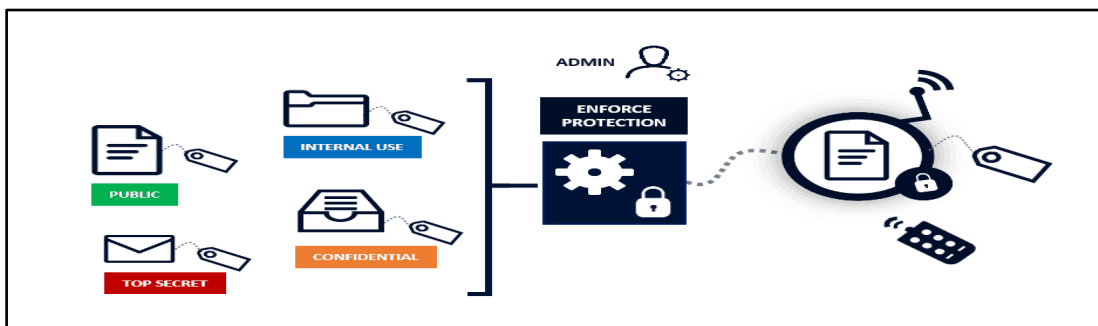 ADMIN
ENFORCE
PROTECTION
INTERNAL USE
PUBLIC
CONFIDENTIAL
TOP SECRET